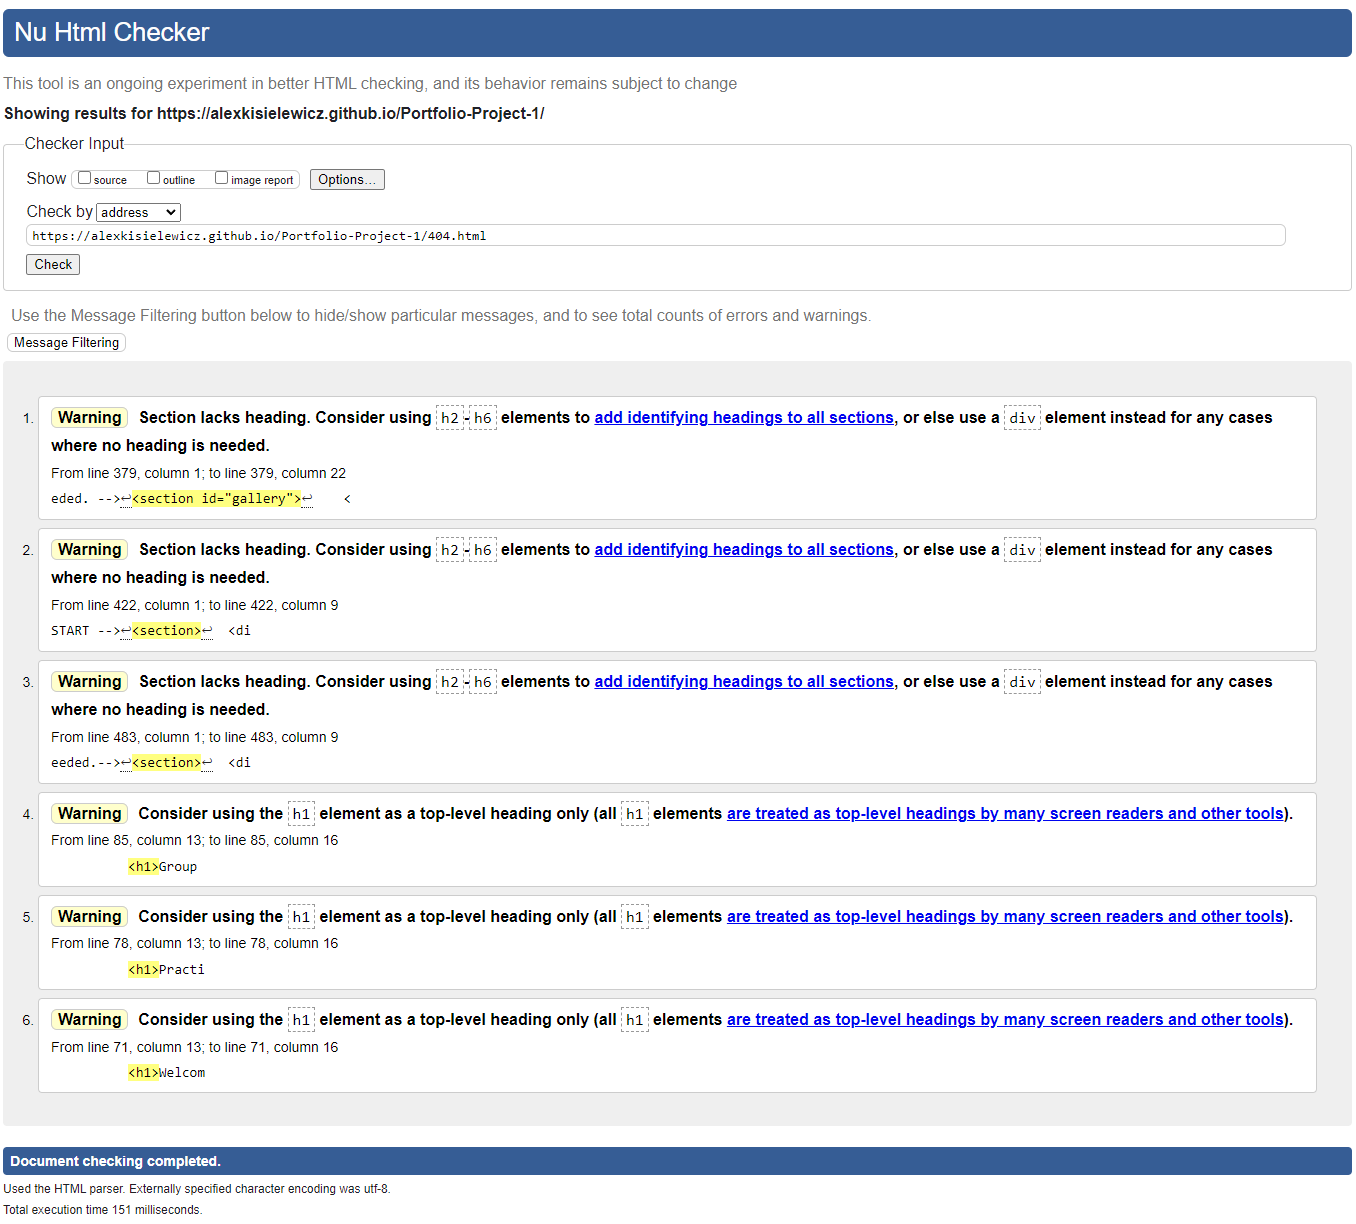 Nu Html Checker
This tool is an ongoing experiment in better HTML checking, and its behavior remains subject to change
Showing results for https://alexkisielewicz.github.io/Portfolio-Project-1/
Checker Input
Show source outline image report Options...
Check by address
https://alexkisielewicz.github.io/Portfolio-Project-1/404.html
Check
Use the Message Filtering button below to hide/show particular messages, and to see total counts of errors and warnings.
Message Filtering
1. Warning Section lacks heading. Consider using h2-h6 elements to add identifying headings to all sections, or else use a div element instead for any cases
where no heading is needed.
From line 379, column 1; to line 379, column 22
eded. -->↩<section id="gallery">↩ <
2. Warning Section lacks heading. Consider using h2-h6 elements to add identifying headings to all sections, or else use a div element instead for any cases
where no heading is needed.
From line 422, column 1; to line 422, column 9
START -->↩<section>↩ <di
3. Warning Section lacks heading. Consider using h2-h6 elements to add identifying headings to all sections, or else use a div element instead for any cases
where no heading is needed.
From line 483, column 1; to line 483, column 9
eeded.-->↩<section>↩ <di
4. Warning Consider using the h1 element as a top-level heading only (all h1 elements are treated as top-level headings by many screen readers and other tools).
From line 85, column 13; to line 85, column 16
<h1>Group
5. Warning Consider using the h1 element as a top-level heading only (all h1 elements are treated as top-level headings by many screen readers and other tools).
From line 78, column 13; to line 78, column 16
<h1>Practi
6. Warning Consider using the h1 element as a top-level heading only (all h1 elements are treated as top-level headings by many screen readers and other tools).
From line 71, column 13; to line 71, column 16
<h1>Welcom
Document checking completed.
Used the HTML parser. Externally specified character encoding was utf-8.
Total execution time 151 milliseconds.